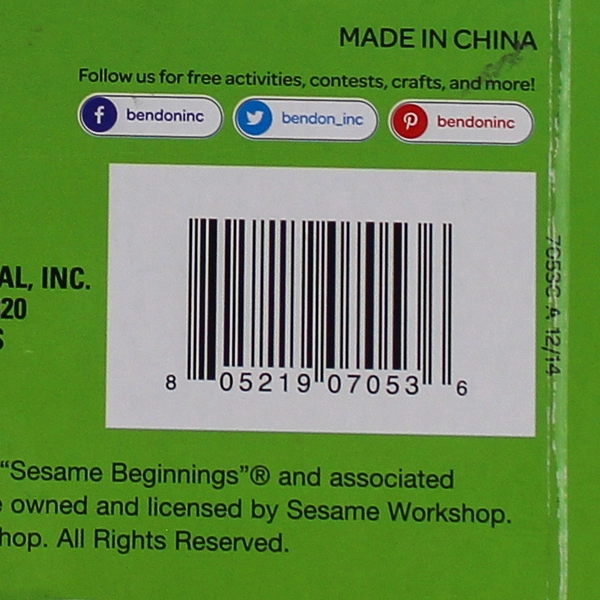 MADE IN CHINA
Follow us for free activities, contests, crafts, and more!
bendoninc
bendon_inc
bendoninc
8 05219 07053 6
AL, INC.
20
S
7053C A 12/14
“Sesame Beginnings”® and associated
e owned and licensed by Sesame Workshop.
hop. All Rights Reserved.